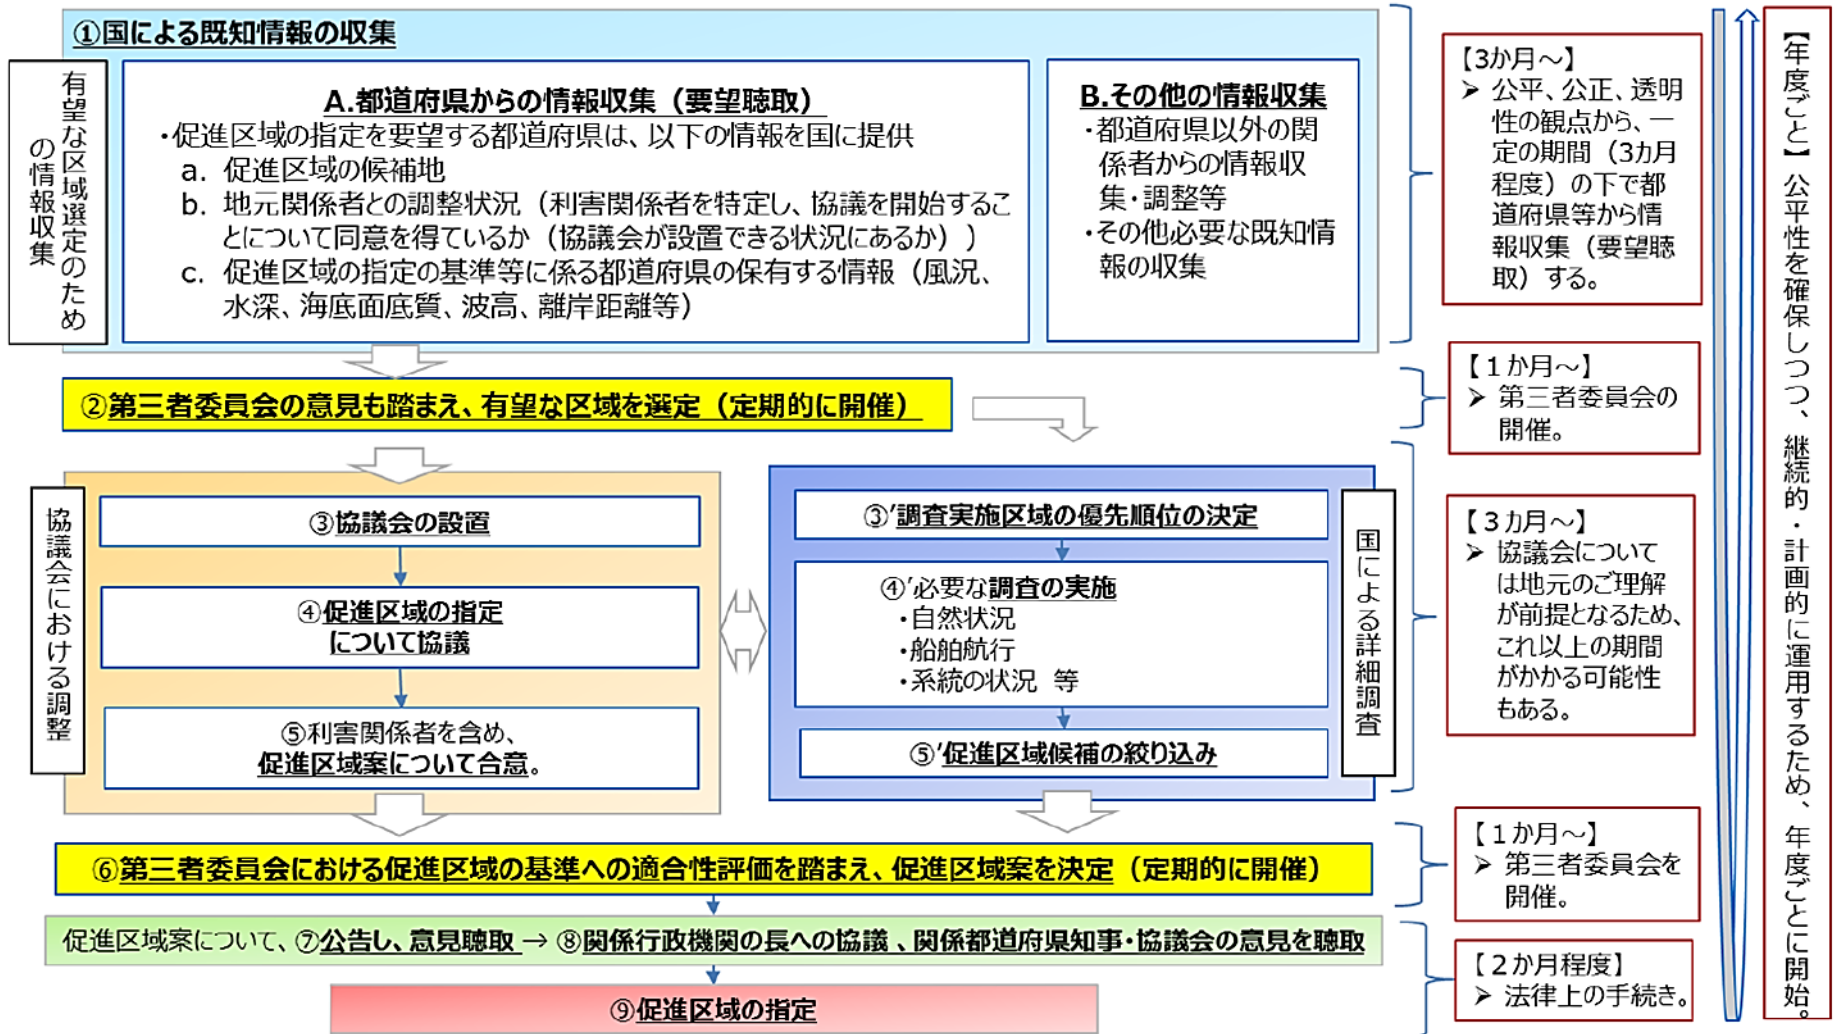 ①国による既知情報の収集
有望な区域選定のため
の情報収集
A.都道府県からの情報収集（要望聴取）
・促進区域の指定を要望する都道府県は、以下の情報を国に提供
a. 促進区域の候補地
b. 地元関係者との調整状況（利害関係者を特定し、協議を開始するこ
とについて同意を得ているか（協議会が設置できる状況にあるか））
c. 促進区域の指定の基準等に係る都道府県の保有する情報（風況、
水深、海底面底質、波高、離岸距離等）
B.その他の情報収集
・都道府県以外の関
係者からの情報収
集・調整等
・その他必要な既知情
報の収集
【3か月～】
➢ 公平、公正、透明
性の観点から、一
定の期間（3カ月
程度）の下で都
道府県等から情
報収集（要望聴
取）する。
②第三者委員会の意見も踏まえ、有望な区域を選定（定期的に開催）
【１か月～】
➢ 第三者委員会の
開催。
協議会における調整
③協議会の設置
④促進区域の指定
について協議
⑤利害関係者を含め、
促進区域案について合意。
③’調査実施区域の優先順位の決定
④’必要な調査の実施
・自然状況
・船舶航行
・系統の状況 等
⑤’促進区域候補の絞り込み
国による詳細調査
【３カ月～】
➢ 協議会について
は地元のご理解
が前提となるため、
これ以上の期間
がかかる可能性
もある。
⑥第三者委員会における促進区域の基準への適合性評価を踏まえ、促進区域案を決定（定期的に開催）
【１か月～】
➢ 第三者委員会を
開催。
促進区域案について、⑦公告し、意見聴取 → ⑧関係行政機関の長への協議 、関係都道府県知事・協議会の意見を聴取
【２か月程度】
➢ 法律上の手続き。
⑨促進区域の指定
【年度ごと】公平性を確保しつつ、継続的・計画的に運用するため、年度ごとに開始。